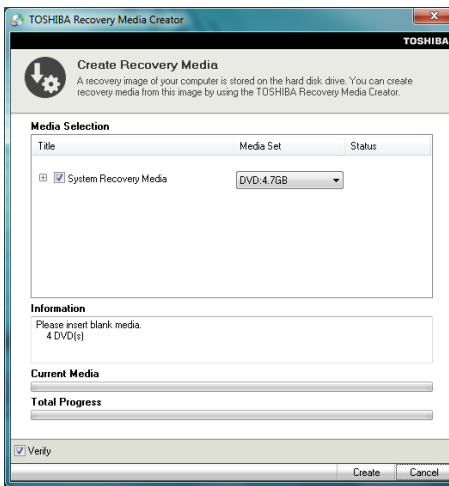 TOSHIBA Recovery Media Creator
TOSHIBA
Create Recovery Media
A recovery image of your computer is stored on the hard disk drive. You can create
recovery media from this image by using the TOSHIBA Recovery Media Creator.
Media Selection
Title Media Set Status
System Recovery Media DVD:4.7GB
Information
Please insert blank media.
4 DVD(s)
Current Media
Total Progress
Verify
Create Cancel